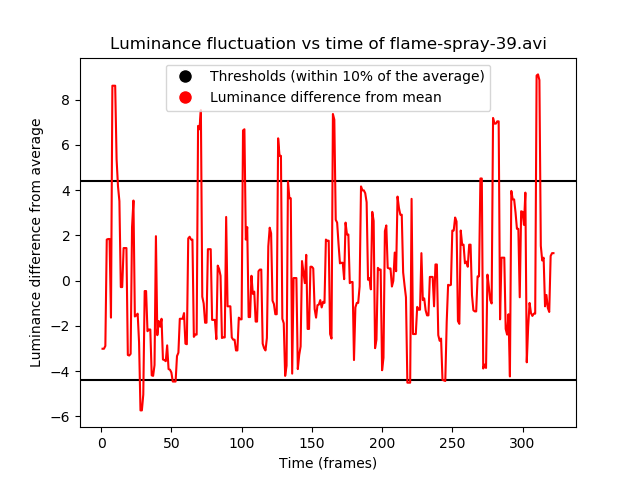 Luminance fluctuation vs time of flame-spray-39.avi
Thresholds (within 10% of the average)
Luminance difference from mean
Luminance difference from average
8
6
4
2
0
−2
−4
−6
0 50 100 150 200 250 300
Time (frames)